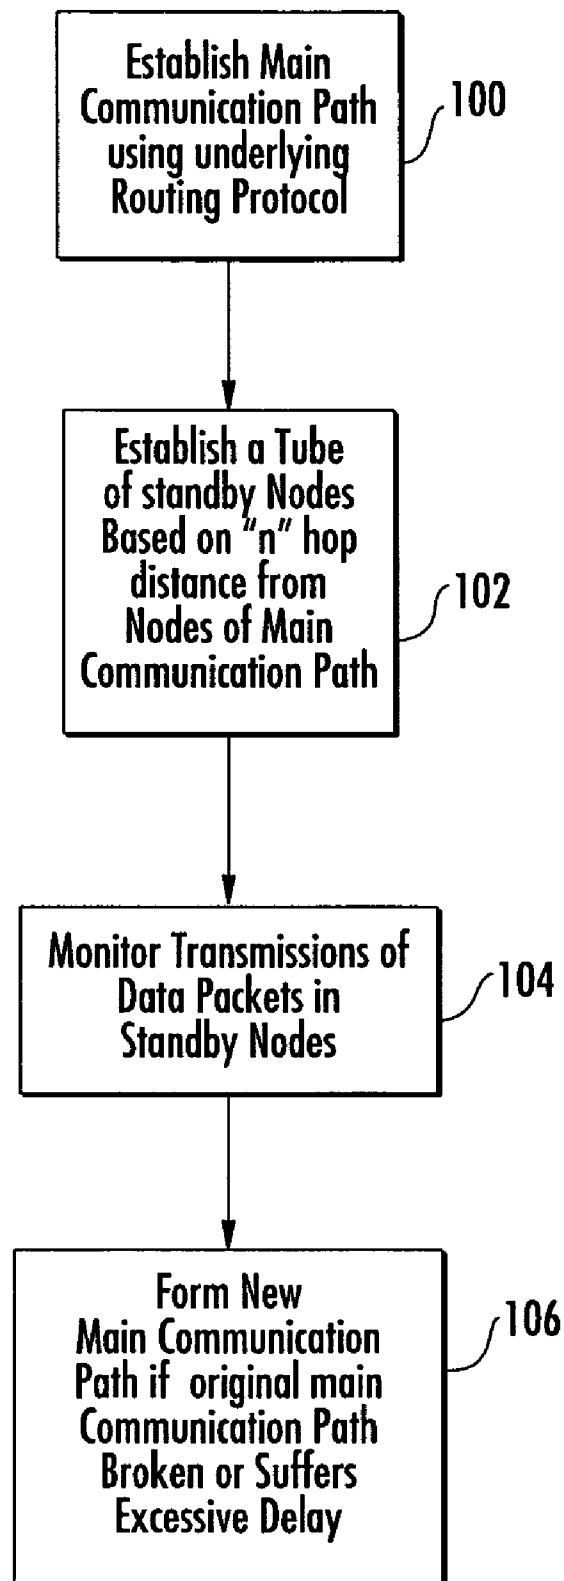 Establish Main
Communication Path
using underlying
Routing Protocol
100
Establish a Tube
of standby Nodes
Based on "n" hop
distance from
Nodes of Main
Communication Path
102
Monitor Transmissions of
Data Packets in
Standby Nodes
104
Form New
Main Communication
Path if original main
Communication Path
Broken or Suffers
Excessive Delay
106